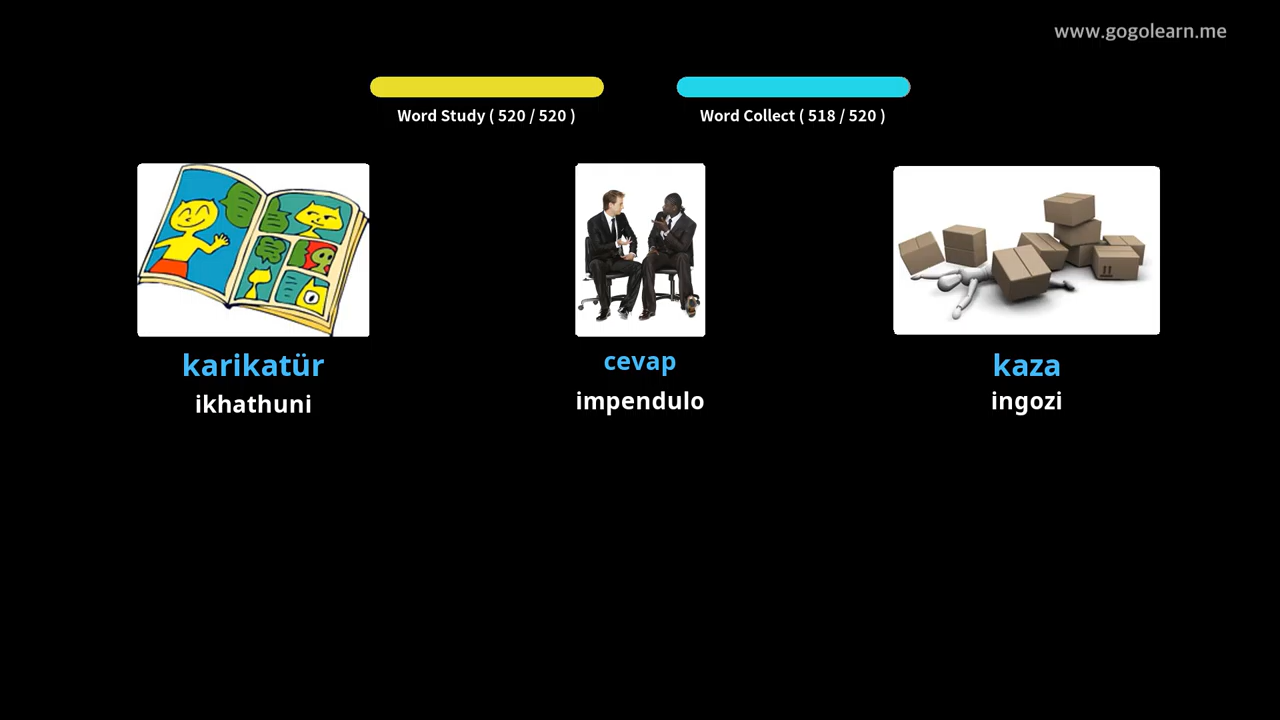 www.gogolearn.me
Word Study ( 520 / 520 )
Word Collect ( 518 / 520 )
karikatür
ikhathuni
cevap
impendulo
kaza
ingozi